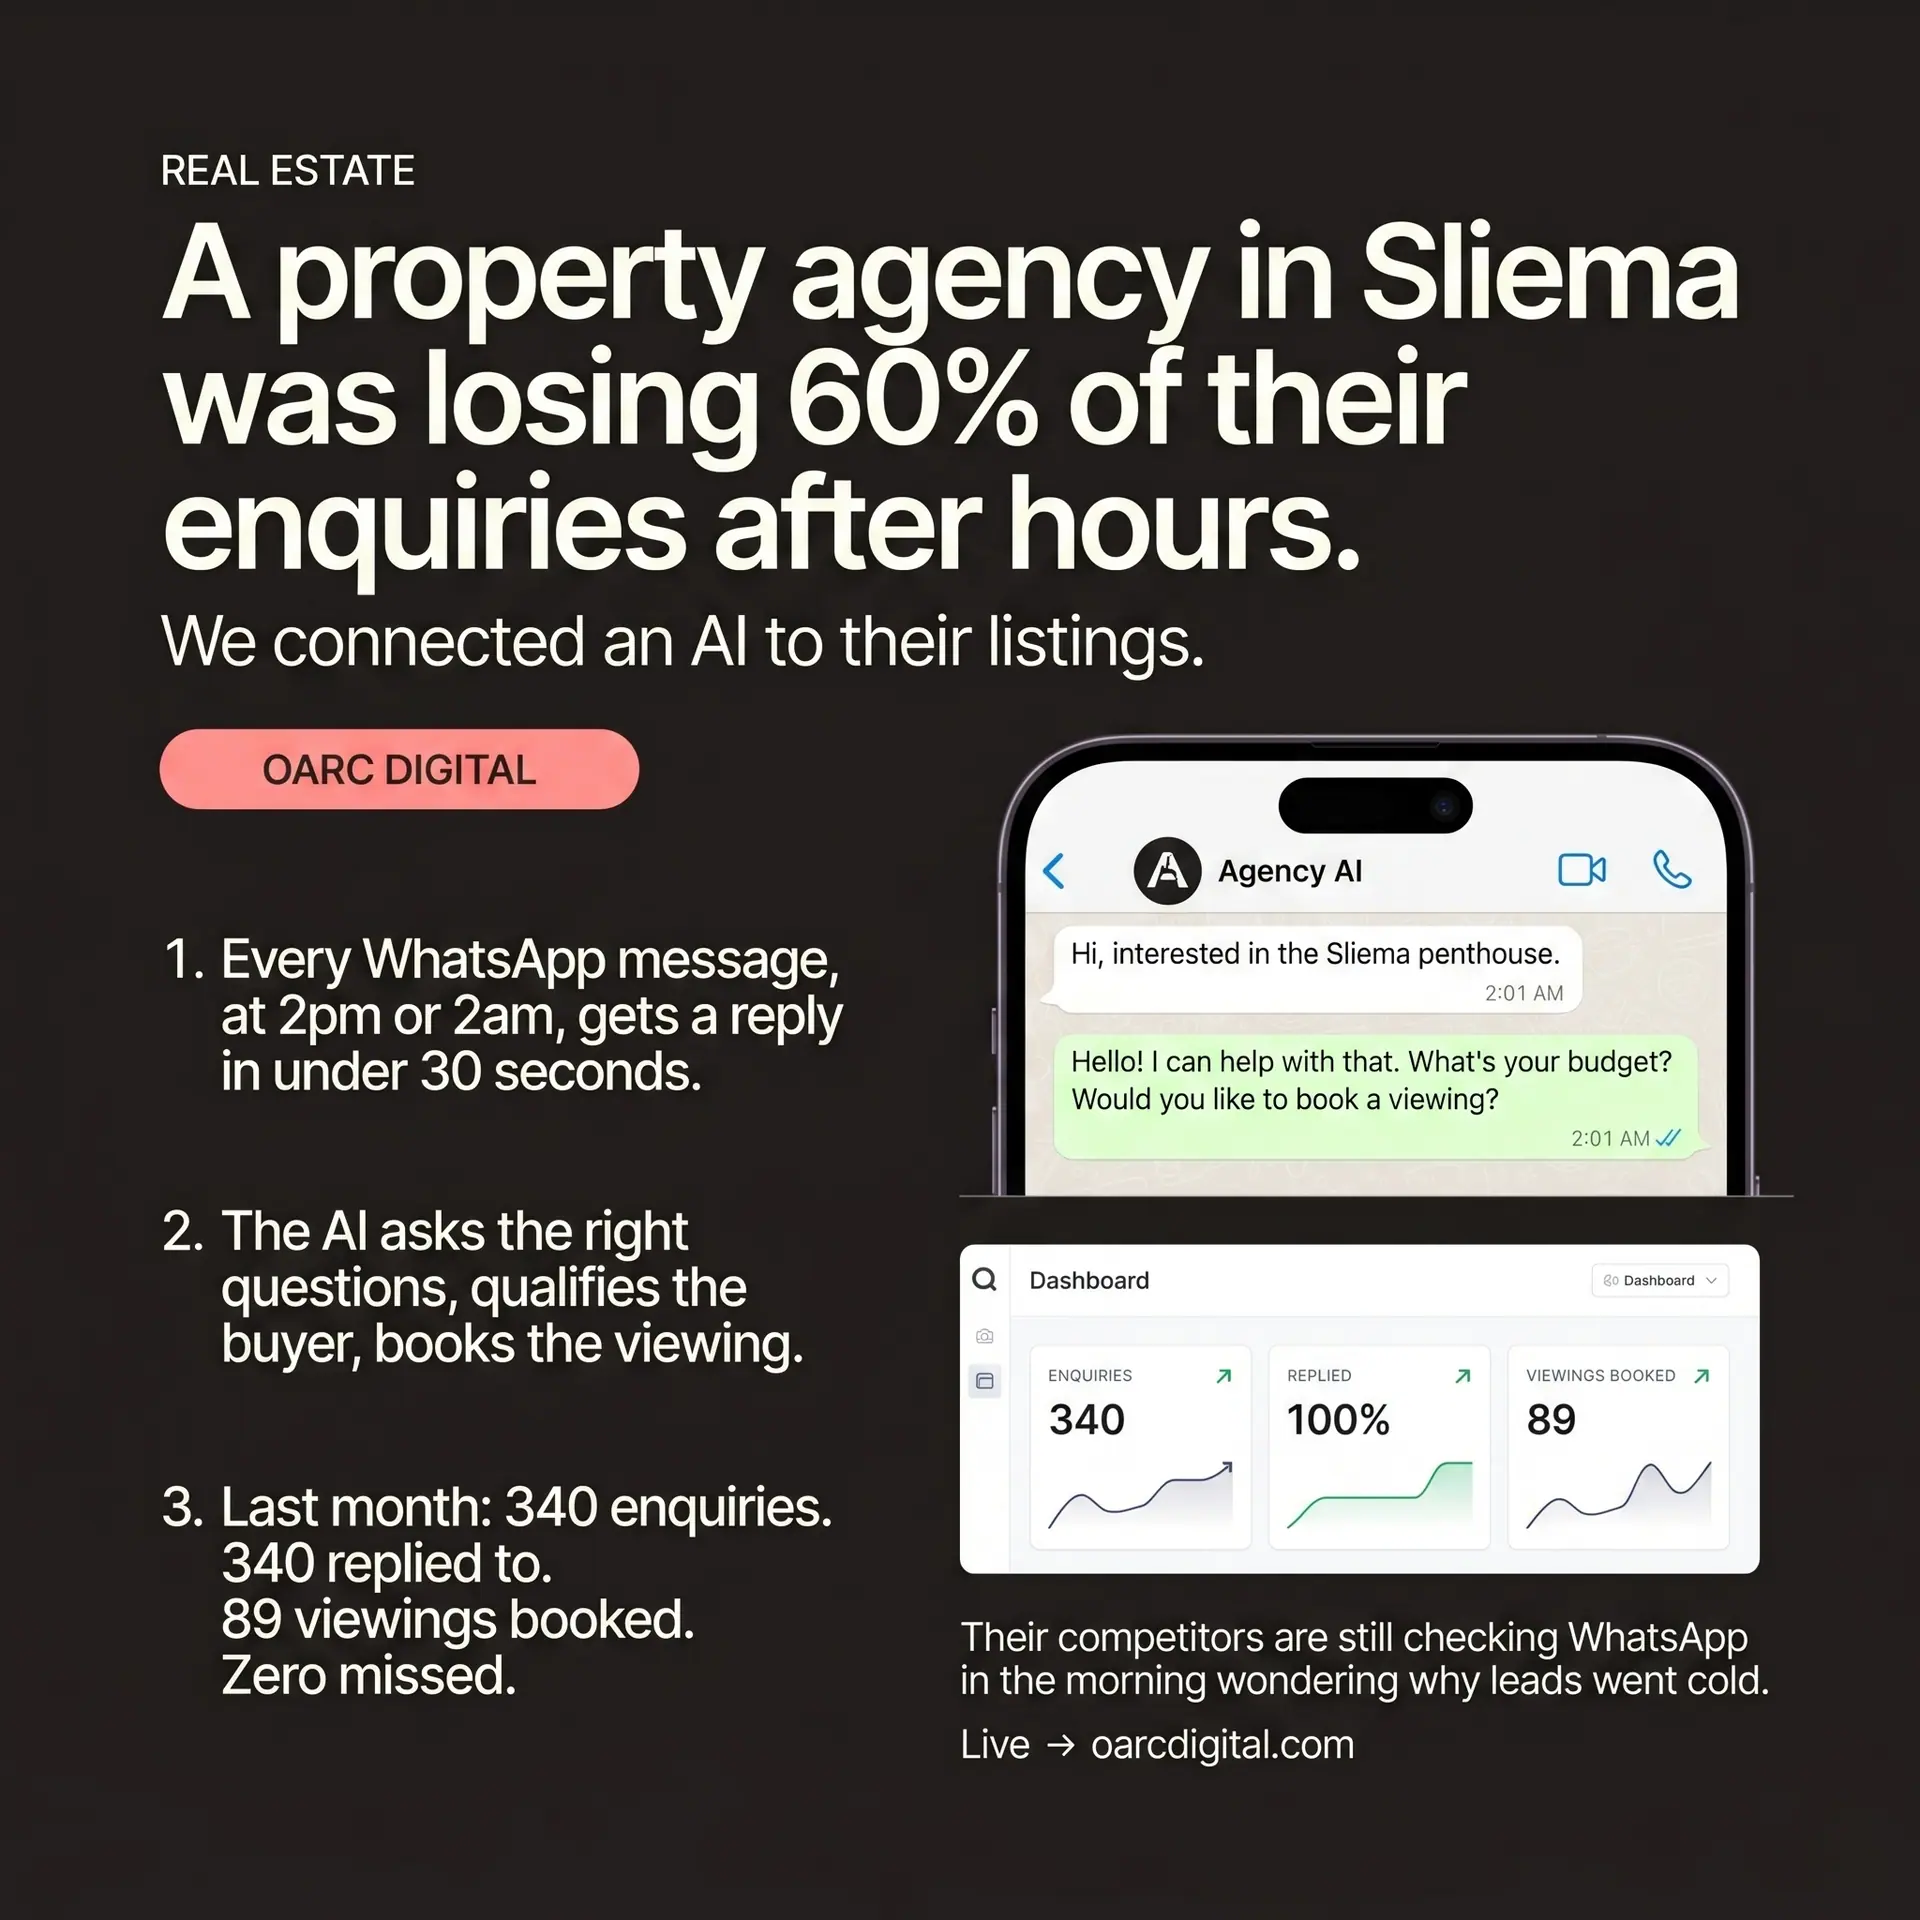 REAL ESTATE
A property agency in Sliema
was losing 60% of their
enquiries after hours.
We connected an AI to their listings.
OARC DIGITAL
1. Every WhatsApp message,
at 2pm or 2am, gets a reply
in under 30 seconds.
2. The AI asks the right
questions, qualifies the
buyer, books the viewing.
3. Last month: 340 enquiries.
340 replied to.
89 viewings booked.
Zero missed.
A
Agency AI
Hi, interested in the Sliema penthouse.
2:01 AM
Hello! I can help with that. What's your budget?
Would you like to book a viewing?
2:01 AM
Dashboard
Dashboard
ENQUIRIES
340
REPLIED
100%
VIEWINGS BOOKED
89
Their competitors are still checking WhatsApp
in the morning wondering why leads went cold.
Live → oarcdigital.com